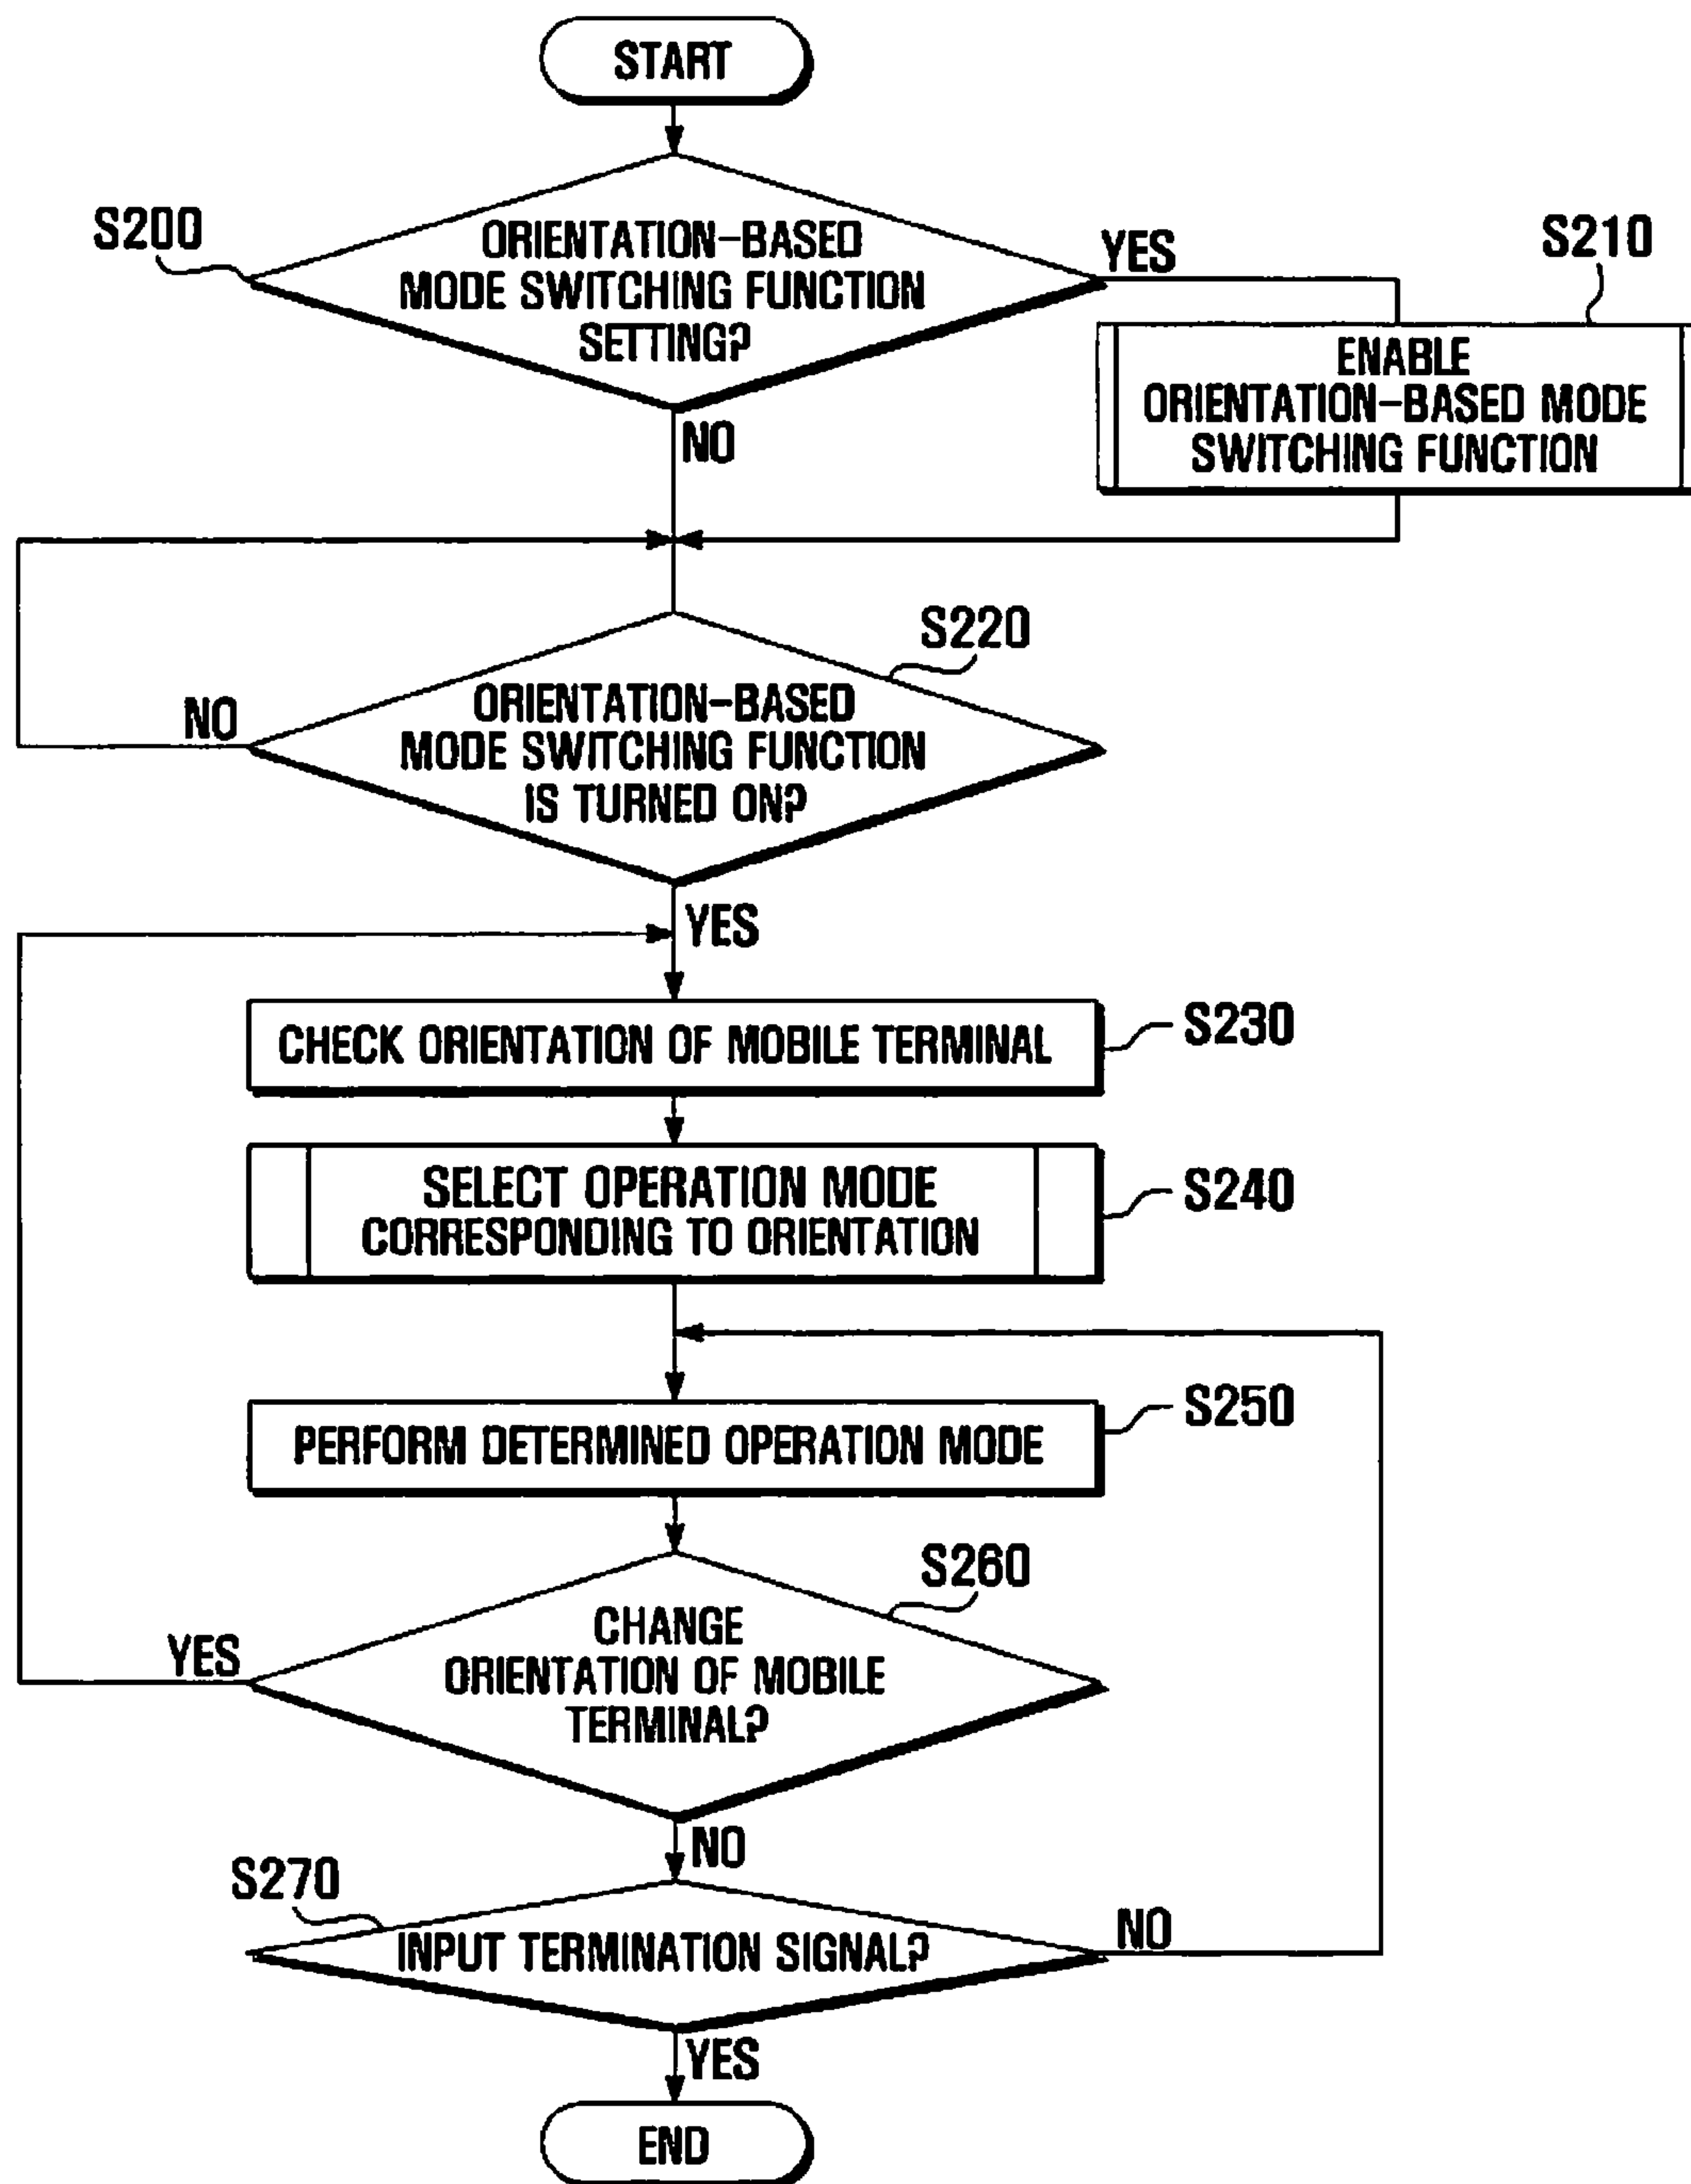 START
S200
ORIENTATION-BASED
MODE SWITCHING FUNCTION
SETTING?
YES
S210
ENABLE
ORIENTATION-BASED MODE
SWITCHING FUNCTION
NO
S220
ORIENTATION-BASED
MODE SWITCHING FUNCTION
IS TURNED ON?
NO
YES
CHECK ORIENTATION OF MOBILE TERMINAL
S230
SELECT OPERATION MODE
CORRESPONDING TO ORIENTATION
S240
PERFORM DETERMINED OPERATION MODE
S250
S260
CHANGE
ORIENTATION OF MOBILE
TERMINAL?
YES
NO
S270
INPUT TERMINATION SIGNAL?
NO
YES
END